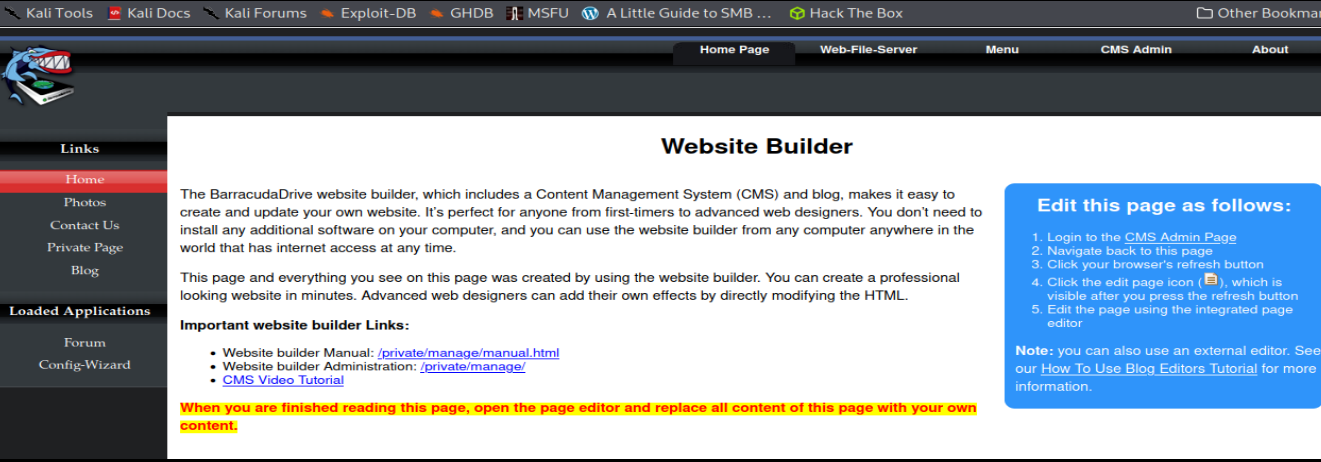 Kali Tools Kali Docs Kali Forums Exploit-DB GHDB MSFU A Little Guide to SMB ... Hack The Box Other Bookmar
Home Page Web-File-Server Menu CMS Admin About
Links
Home
Photos
Contact Us
Private Page
Blog
Loaded Applications
Forum
Config-Wizard
Website Builder
The BarracudaDrive website builder, which includes a Content Management System (CMS) and blog, makes it easy to
create and update your own website. It's perfect for anyone from first-timers to advanced web designers. You don't need to
install any additional software on your computer, and you can use the website builder from any computer anywhere in the
world that has internet access at any time.
This page and everything you see on this page was created by using the website builder. You can create a professional
looking website in minutes. Advanced web designers can add their own effects by directly modifying the HTML.
Important website builder Links:
• Website builder Manual: /private/manage/manual.html
• Website builder Administration: /private/manage/
• CMS Video Tutorial
When you are finished reading this page, open the page editor and replace all content of this page with your own
content.
Edit this page as follows:
1. Login to the CMS Admin Page
2. Navigate back to this page
3. Click your browser's refresh button
4. Click the edit page icon ( ), which is
visible after you press the refresh button
5. Edit the page using the integrated page
editor
Note: you can also use an external editor. See
our How To Use Blog Editors Tutorial for more
information.